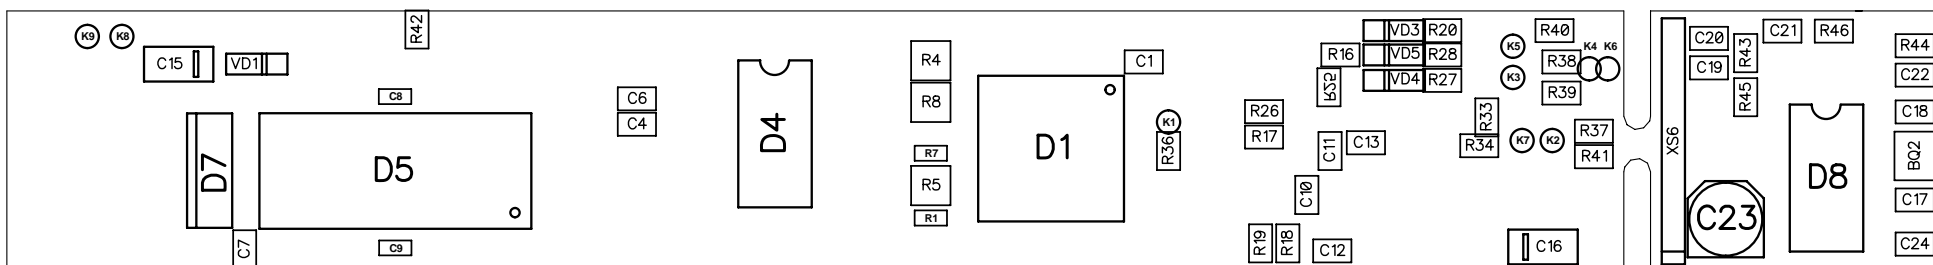 K9 K8
C15
VD1
R42
C8
D7
D5
C7
C9
C6
C4
D4
R4
R8
R7
R5
R1
C1
D1
K1
R36
R26
R17
R19
R18
C12
C10
C11
C13
R16
R25
VD3 R20
VD5 R28
VD4 R27
R33
R34
K5
K3
K7 K2
R40
K4 K6
R38
R39
R37
R41
C16
XS6
C20
C19
R43
R45
C21
R46
C23
D8
R44
C22
C18
BQ2
C17
C24